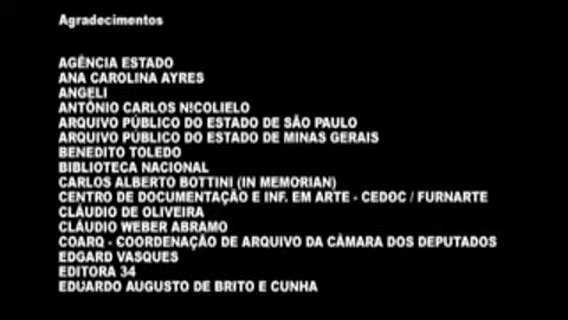 Agradecimentos
AGÊNCIA ESTADO
ANA CAROLINA AYRES
ANGELI
ANTÔNIO CARLOS NICOLIELO
ARQUIVO PÚBLICO DO ESTADO DE SÃO PAULO
ARQUIVO PÚBLICO DO ESTADO DE MINAS GERAIS
BENEDITO TOLEDO
BIBLIOTECA NACIONAL
CARLOS ALBERTO BOTTINI (IN MEMORIAN)
CENTRO DE DOCUMENTAÇÃO E INF. EM ARTE - CEDOC / FURNARTE
CLÁUDIO DE OLIVEIRA
CLÁUDIO WEBER ABRAMO
COARQ - COORDENAÇÃO DE ARQUIVO DA CÂMARA DOS DEPUTADOS
EDGARD VASQUES
EDITORA 34
EDUARDO AUGUSTO DE BRITO E CUNHA